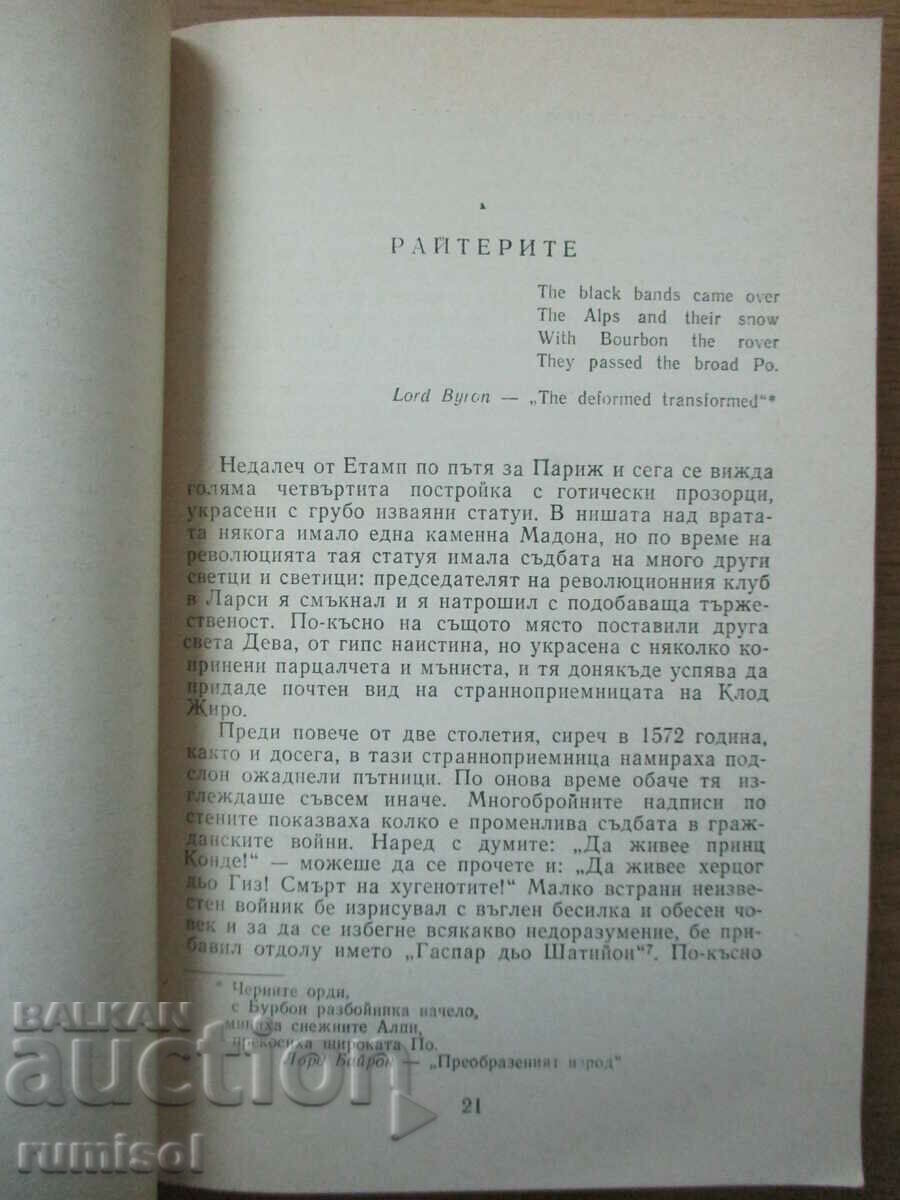 РАЙТЕРИТЕ
The black bands came over
The Alps and their snow
With Bourbon the rover
They passed the broad Po.
Lord Byron — „The deformed transformed“*
Недалеч от Етамп по пътя за Париж и сега се вижда
голяма четвъртита постройка с готически прозорци,
украсени с грубо изваяни статуи. В нишата над врата-
та някога имало една каменна Мадона, но по време на
революцията тая статуя имала съдбата на много други
светци и светици: председателят на революционния клуб
в Ларси я смъкнал и я натрошил с подобаваща търже-
ственост. По-късно на същото място поставили друга
света Дева, от гипс наистина, но украсена с няколко ко-
принени парцалчета и мъниста, и тя донякъде успява да
придаде почтен вид на странноприемницата на Клод
Жиро.
Преди повече от две столетия, сиреч в 1572 година,
както и досега, в тази странноприемница намираха под-
слон ожаднели пътници. По онова време обаче тя из-
глеждаше съвсем иначе. Многобройните надписи по
стените показваха колко е променлива съдбата в граж-
данските войни. Наред с думите: „Да живее принц
Конде!“ — можеше да се прочете и: „Да живее херцог
дьо Гиз! Смърт на хугенотите!“ Малко встрани неизве-
стен войник бе изрисувал с въглен бесилка и обесен чо-
век и за да се избегне всякакво недоразумение, бе при-
бавил отдолу името „Гаспар дьо Шатийон“⁷. По-късно
* Черните орди,
с Бурбон разбойника начело,
минаха снежните Алпи,
прекосиха широката По.
Лорд Байрон — „Преобразеният изрод“
21
BALKAN
auction
rumisol